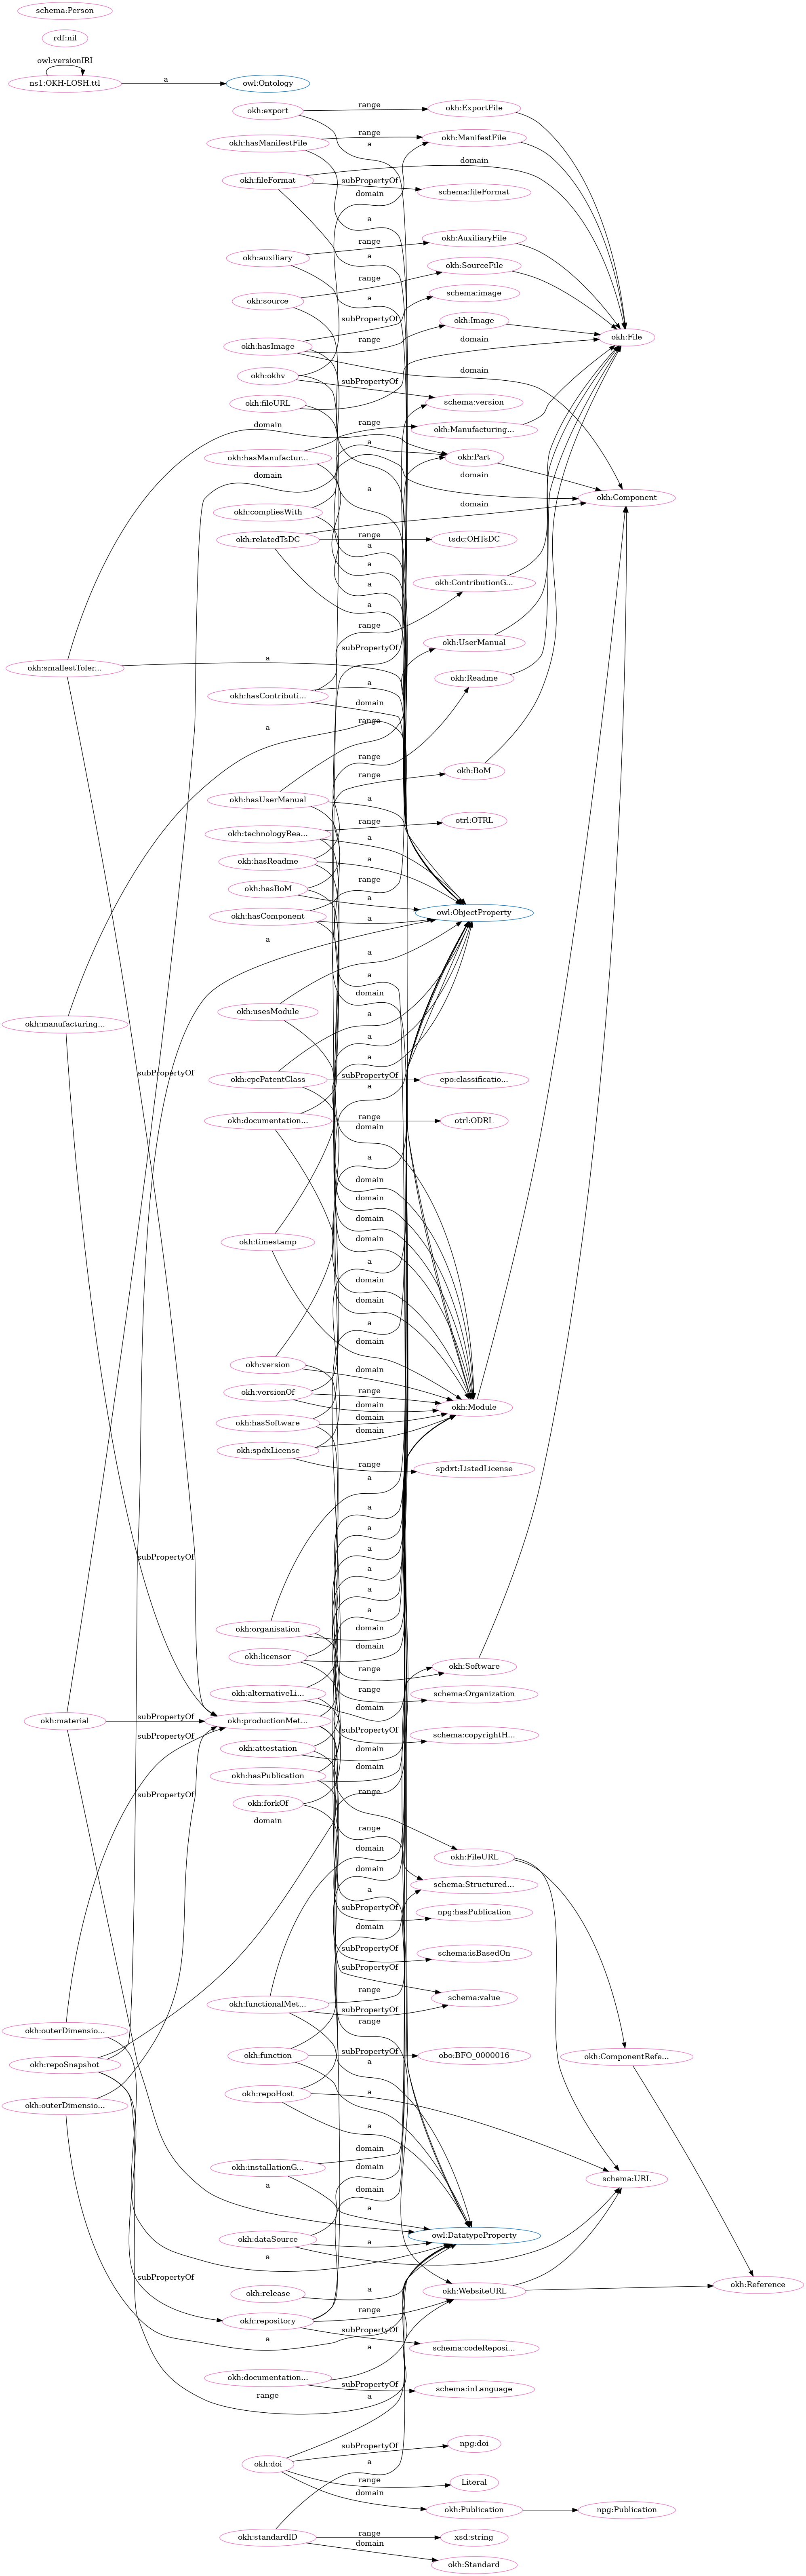 schema:Person
rdf:nil
owl:versionIRI
ns1:OKH-LOSH.ttl
a
owl:Ontology
okh:export
range
okh:ExportFile
okh:hasManifestFile
range
a
okh:ManifestFile
domain
okh:fileFormat
subPropertyOf
domain
schema:fileFormat
a
okh:auxiliary
range
a
okh:AuxiliaryFile
okh:source
range
a
okh:SourceFile
schema:image
okh:hasImage
subPropertyOf
range
okh:Image
domain
okh:File
domain
okh:okhv
subPropertyOf
schema:version
okh:fileURL
domain
range
okh:Manufacturing...
okh:hasManufactur...
a
okh:Part
domain
domain
okh:Component
a
okh:compliesWith
okh:relatedTsDC
domain
range
tsdc:OHTsDC
a
a
okh:ContributionG...
a
range
okh:UserManual
subPropertyOf
okh:smallestToler...
a
okh:Readme
okh:hasContributi...
a
domain
range
a
okh:BoM
range
okh:hasUserManual
a
okh:technologyRea...
range
otrl:OTRL
a
okh:hasReadme
a
okh:hasBoM
range
a
okh:hasComponent
a
owl:ObjectProperty
a
a
a
domain
okh:usesModule
okh:manufacturing...
a
a
subPropertyOf
okh:cpcPatentClass
subPropertyOf
epo:classificatio...
a
okh:documentation...
range
otrl:ODRL
domain
a
domain
domain
domain
okh:timestamp
domain
a
domain
domain
a
domain
okh:version
domain
okh:versionOf
range
domain
okh:Module
okh:hasSoftware
domain
okh:spdxLicense
domain
range
spdxt:ListedLicense
a
a
a
subPropertyOf
a
a
a
okh:organisation
domain
okh:licensor
domain
range
okh:Software
okh:alternativeLi...
range
schema:Organization
domain
okh:material
subPropertyOf
okh:productionMet...
subPropertyOf
schema:copyrightH...
subPropertyOf
okh:attestation
domain
okh:hasPublication
domain
subPropertyOf
range
okh:forkOf
domain
range
okh:FileURL
domain
domain
schema:Structured...
a
subPropertyOf
npg:hasPublication
domain
subPropertyOf
schema:isBasedOn
subPropertyOf
range
schema:value
okh:functionalMet...
subPropertyOf
range
okh:outerDimensio...
okh:repoSnapshot
okh:function
subPropertyOf
obo:BFO_0000016
a
okh:ComponentRefe...
okh:outerDimensio...
okh:repoHost
a
a
domain
okh:installationG...
domain
schema:URL
a
domain
a
okh:dataSource
a
owl:DatatypeProperty
a
subPropertyOf
okh:release
a
okh:WebsiteURL
okh:Reference
okh:repository
range
subPropertyOf
schema:codeReposi...
a
a
okh:documentation...
subPropertyOf
schema:inLanguage
range
a
subPropertyOf
npg:doi
okh:doi
a
range
Literal
domain
okh:Publication
npg:Publication
okh:standardID
range
xsd:string
domain
okh:Standard